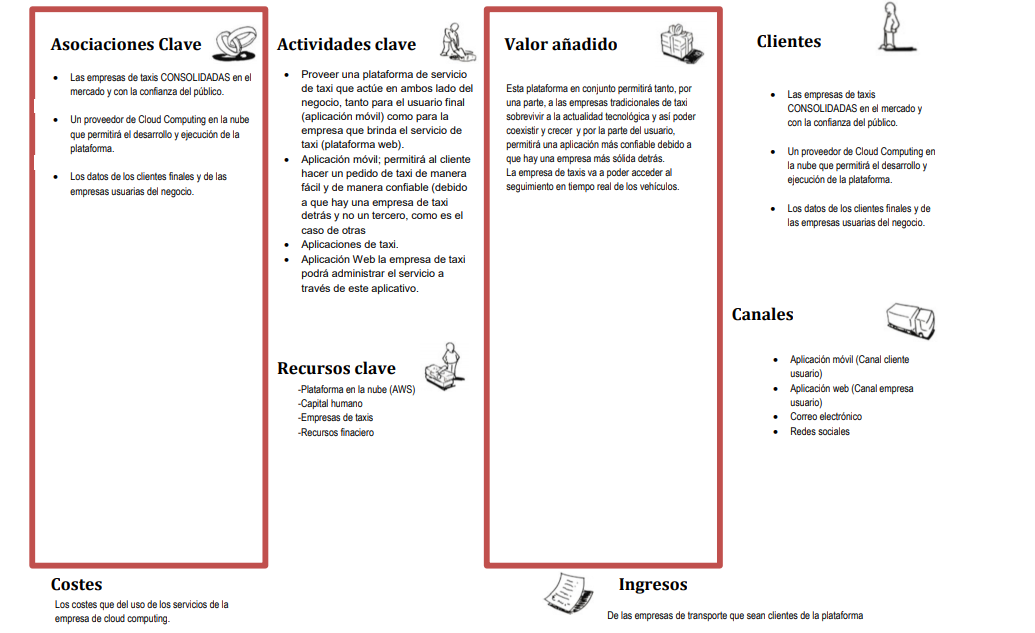 Asociaciones Clave
Las empresas de taxis CONSOLIDADAS en el
mercado y con la confianza del público.
Un proveedor de Cloud Computing en la nube
que permitirá el desarrollo y ejecución de la
plataforma.
Los datos de los clientes finales y de las
empresas usuarias del negocio.
Actividades clave
Proveer una plataforma de servicio
de taxi que actúe en ambos lado del
negocio, tanto para el usuario final
(aplicación móvil) como para la
empresa que brinda el servicio de
taxi (plataforma web).
Aplicación móvil; permitirá al cliente
hacer un pedido de taxi de manera
fácil y de manera confiable (debido
a que hay una empresa de taxi
detrás y no un tercero, como es el
caso de otras
Aplicaciones de taxi.
Aplicación Web la empresa de taxi
podrá administrar el servicio a
través de este aplicativo.
Recursos clave
-Plataforma en la nube (AWS)
-Capital humano
-Empresas de taxis
-Recursos finaciero
Valor añadido
Esta plataforma en conjunto permitirá tanto, por
una parte, a las empresas tradicionales de taxi
sobrevivir a la actualidad tecnológica y así poder
coexistir y crecer y por la parte del usuario,
permitirá una aplicación más confiable debido a
que hay una empresa más sólida detrás.
La empresa de taxis va a poder acceder al
seguimiento en tiempo real de los vehículos.
Clientes
Las empresas de taxis
CONSOLIDADAS en el mercado y
con la confianza del público.
Un proveedor de Cloud Computing en
la nube que permitirá el desarrollo y
ejecución de la plataforma.
Los datos de los clientes finales y de
las empresas usuarias del negocio.
Canales
Aplicación móvil (Canal cliente
usuario)
Aplicación web (Canal empresa
usuario)
Correo electrónico
Redes sociales
Costes
Los costes que del uso de los servicios de la
empresa de cloud computing.
Ingresos
De las empresas de transporte que sean clientes de la plataforma